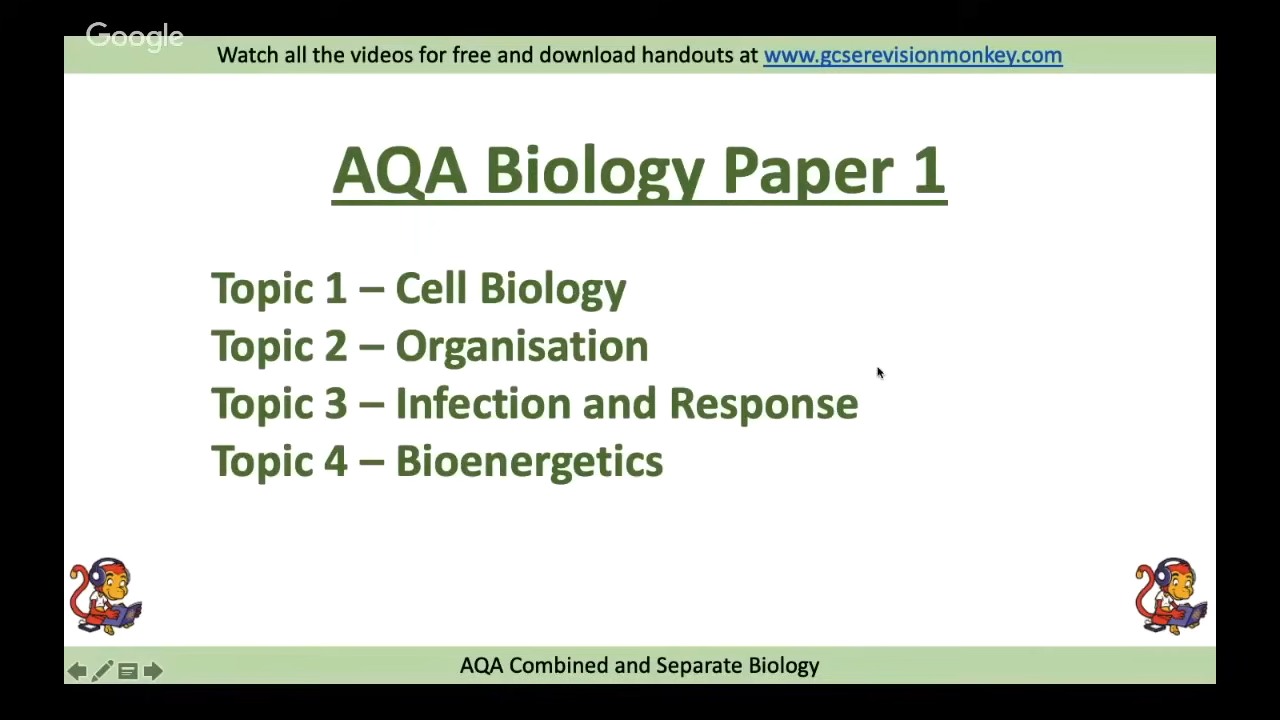 Google
Watch all the videos for free and download handouts at www.gcserevisionmonkey.com
AQA Biology Paper 1
Topic 1 – Cell Biology
Topic 2 – Organisation
Topic 3 – Infection and Response
Topic 4 – Bioenergetics
AQA Combined and Separate Biology